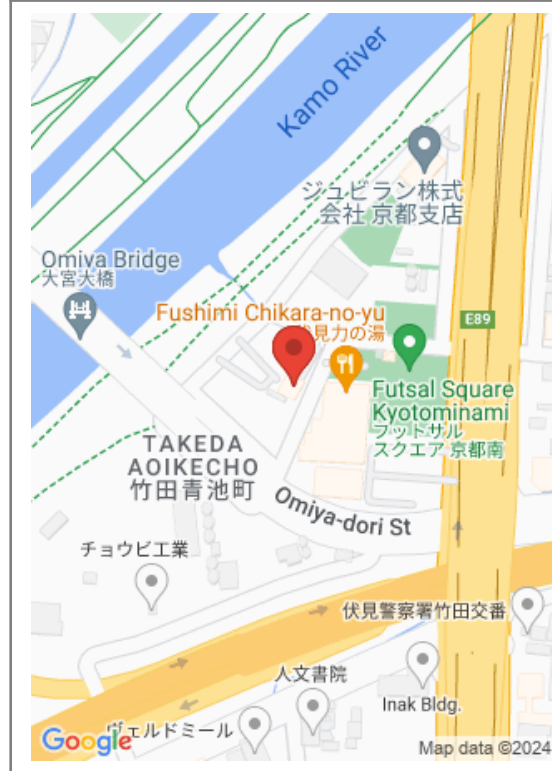 Kamo River
ジュビラン株式
会社 京都支店
Omiya Bridge
大宮大橋
Fushimi Chikara-no-yu
伏見力の湯
E89
Futsal Square
Kyotominami
フットサル
スクエア 京都南
TAKEDA
AOIKECHO
竹田青池町
Omiya-dori St
チョウビ工業
伏見警察署竹田交番
人文書院
Inak Bldg.
ヴェルドミール
Google
Map data ©2024